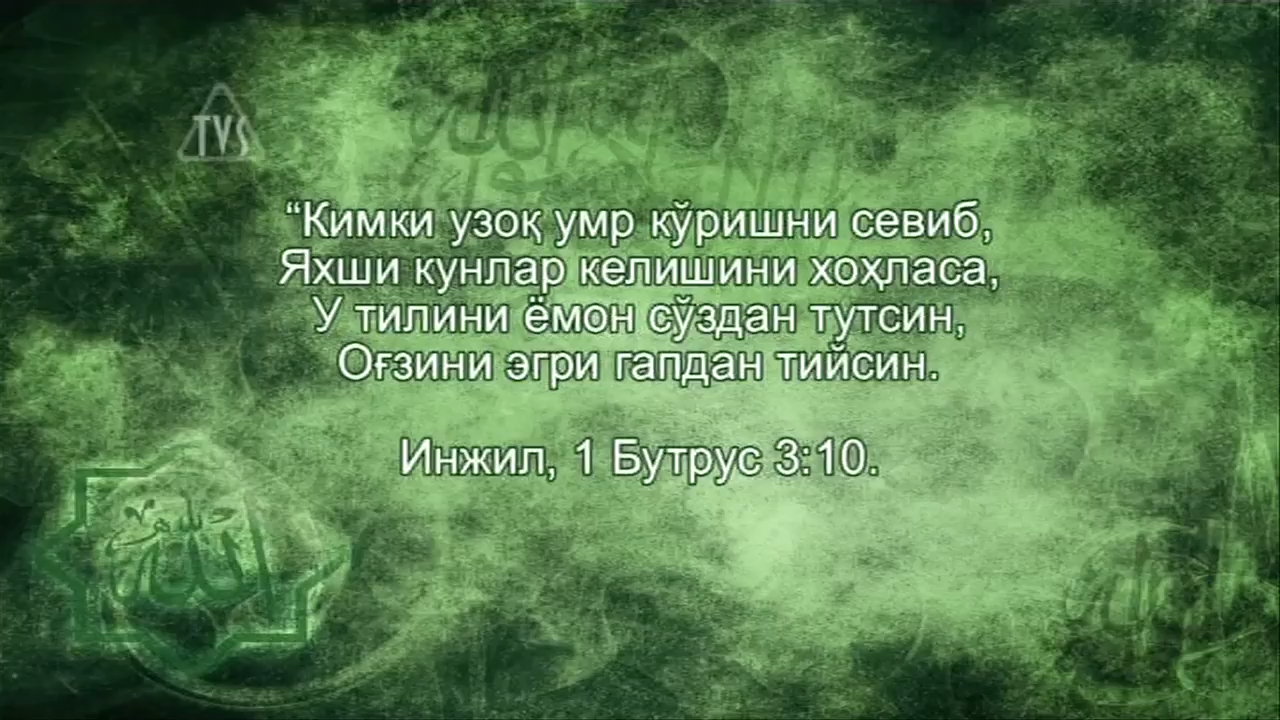 TVS
“Кимки узоқ умр кўришни севиб,
Яхши кунлар келишини хоҳласа,
У тилини ёмон сўздан тутсин,
Оғзини эгри гапдан тийсин.
Инжил, 1 Бутрус 3:10.
الله